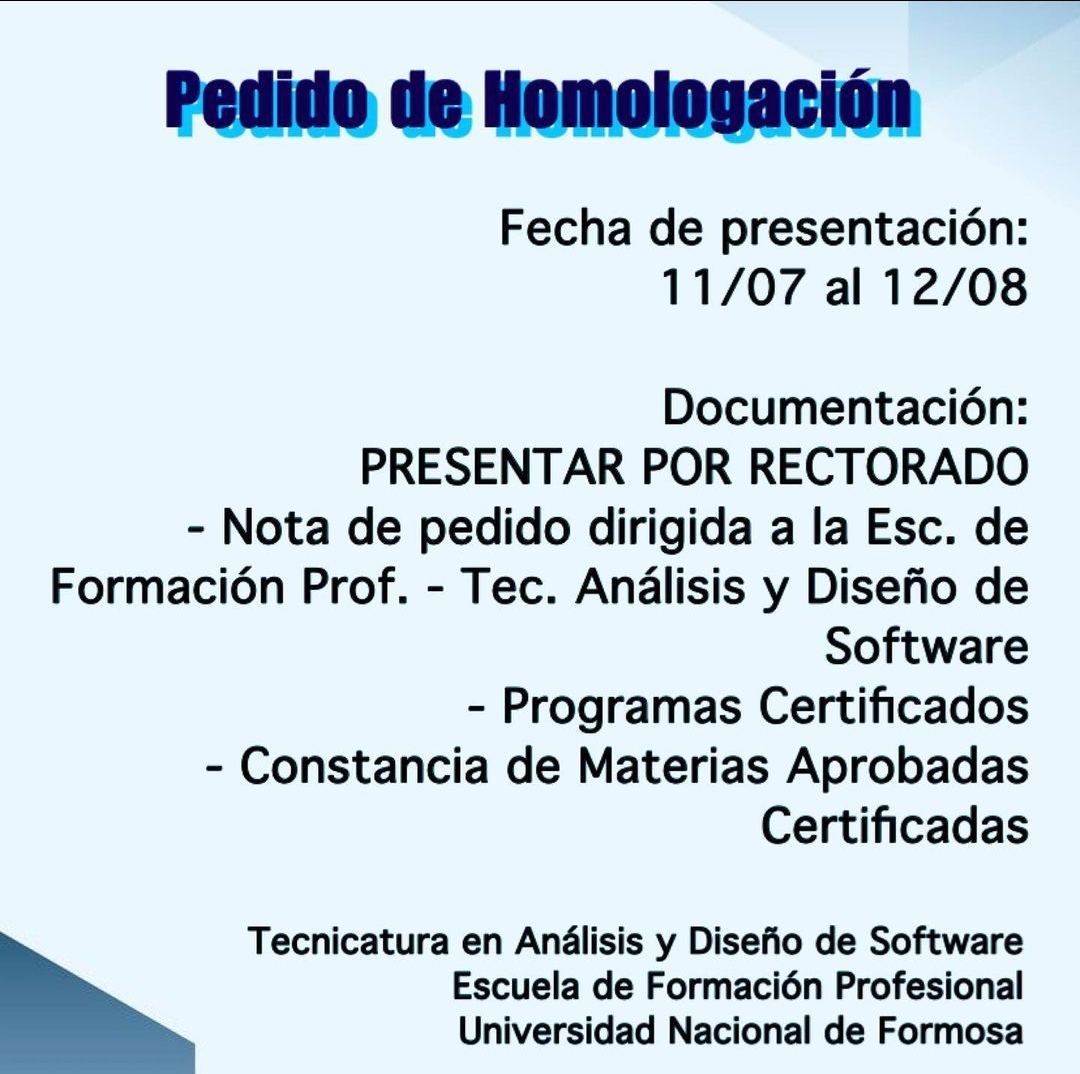 Pedido de Homologación
Fecha de presentación:
11/07 al 12/08
Documentación:
PRESENTAR POR RECTORADO
- Nota de pedido dirigida a la Esc. de
Formación Prof. - Tec. Análisis y Diseño de
Software
- Programas Certificados
- Constancia de Materias Aprobadas
Certificadas
Tecnicatura en Análisis y Diseño de Software
Escuela de Formación Profesional
Universidad Nacional de Formosa